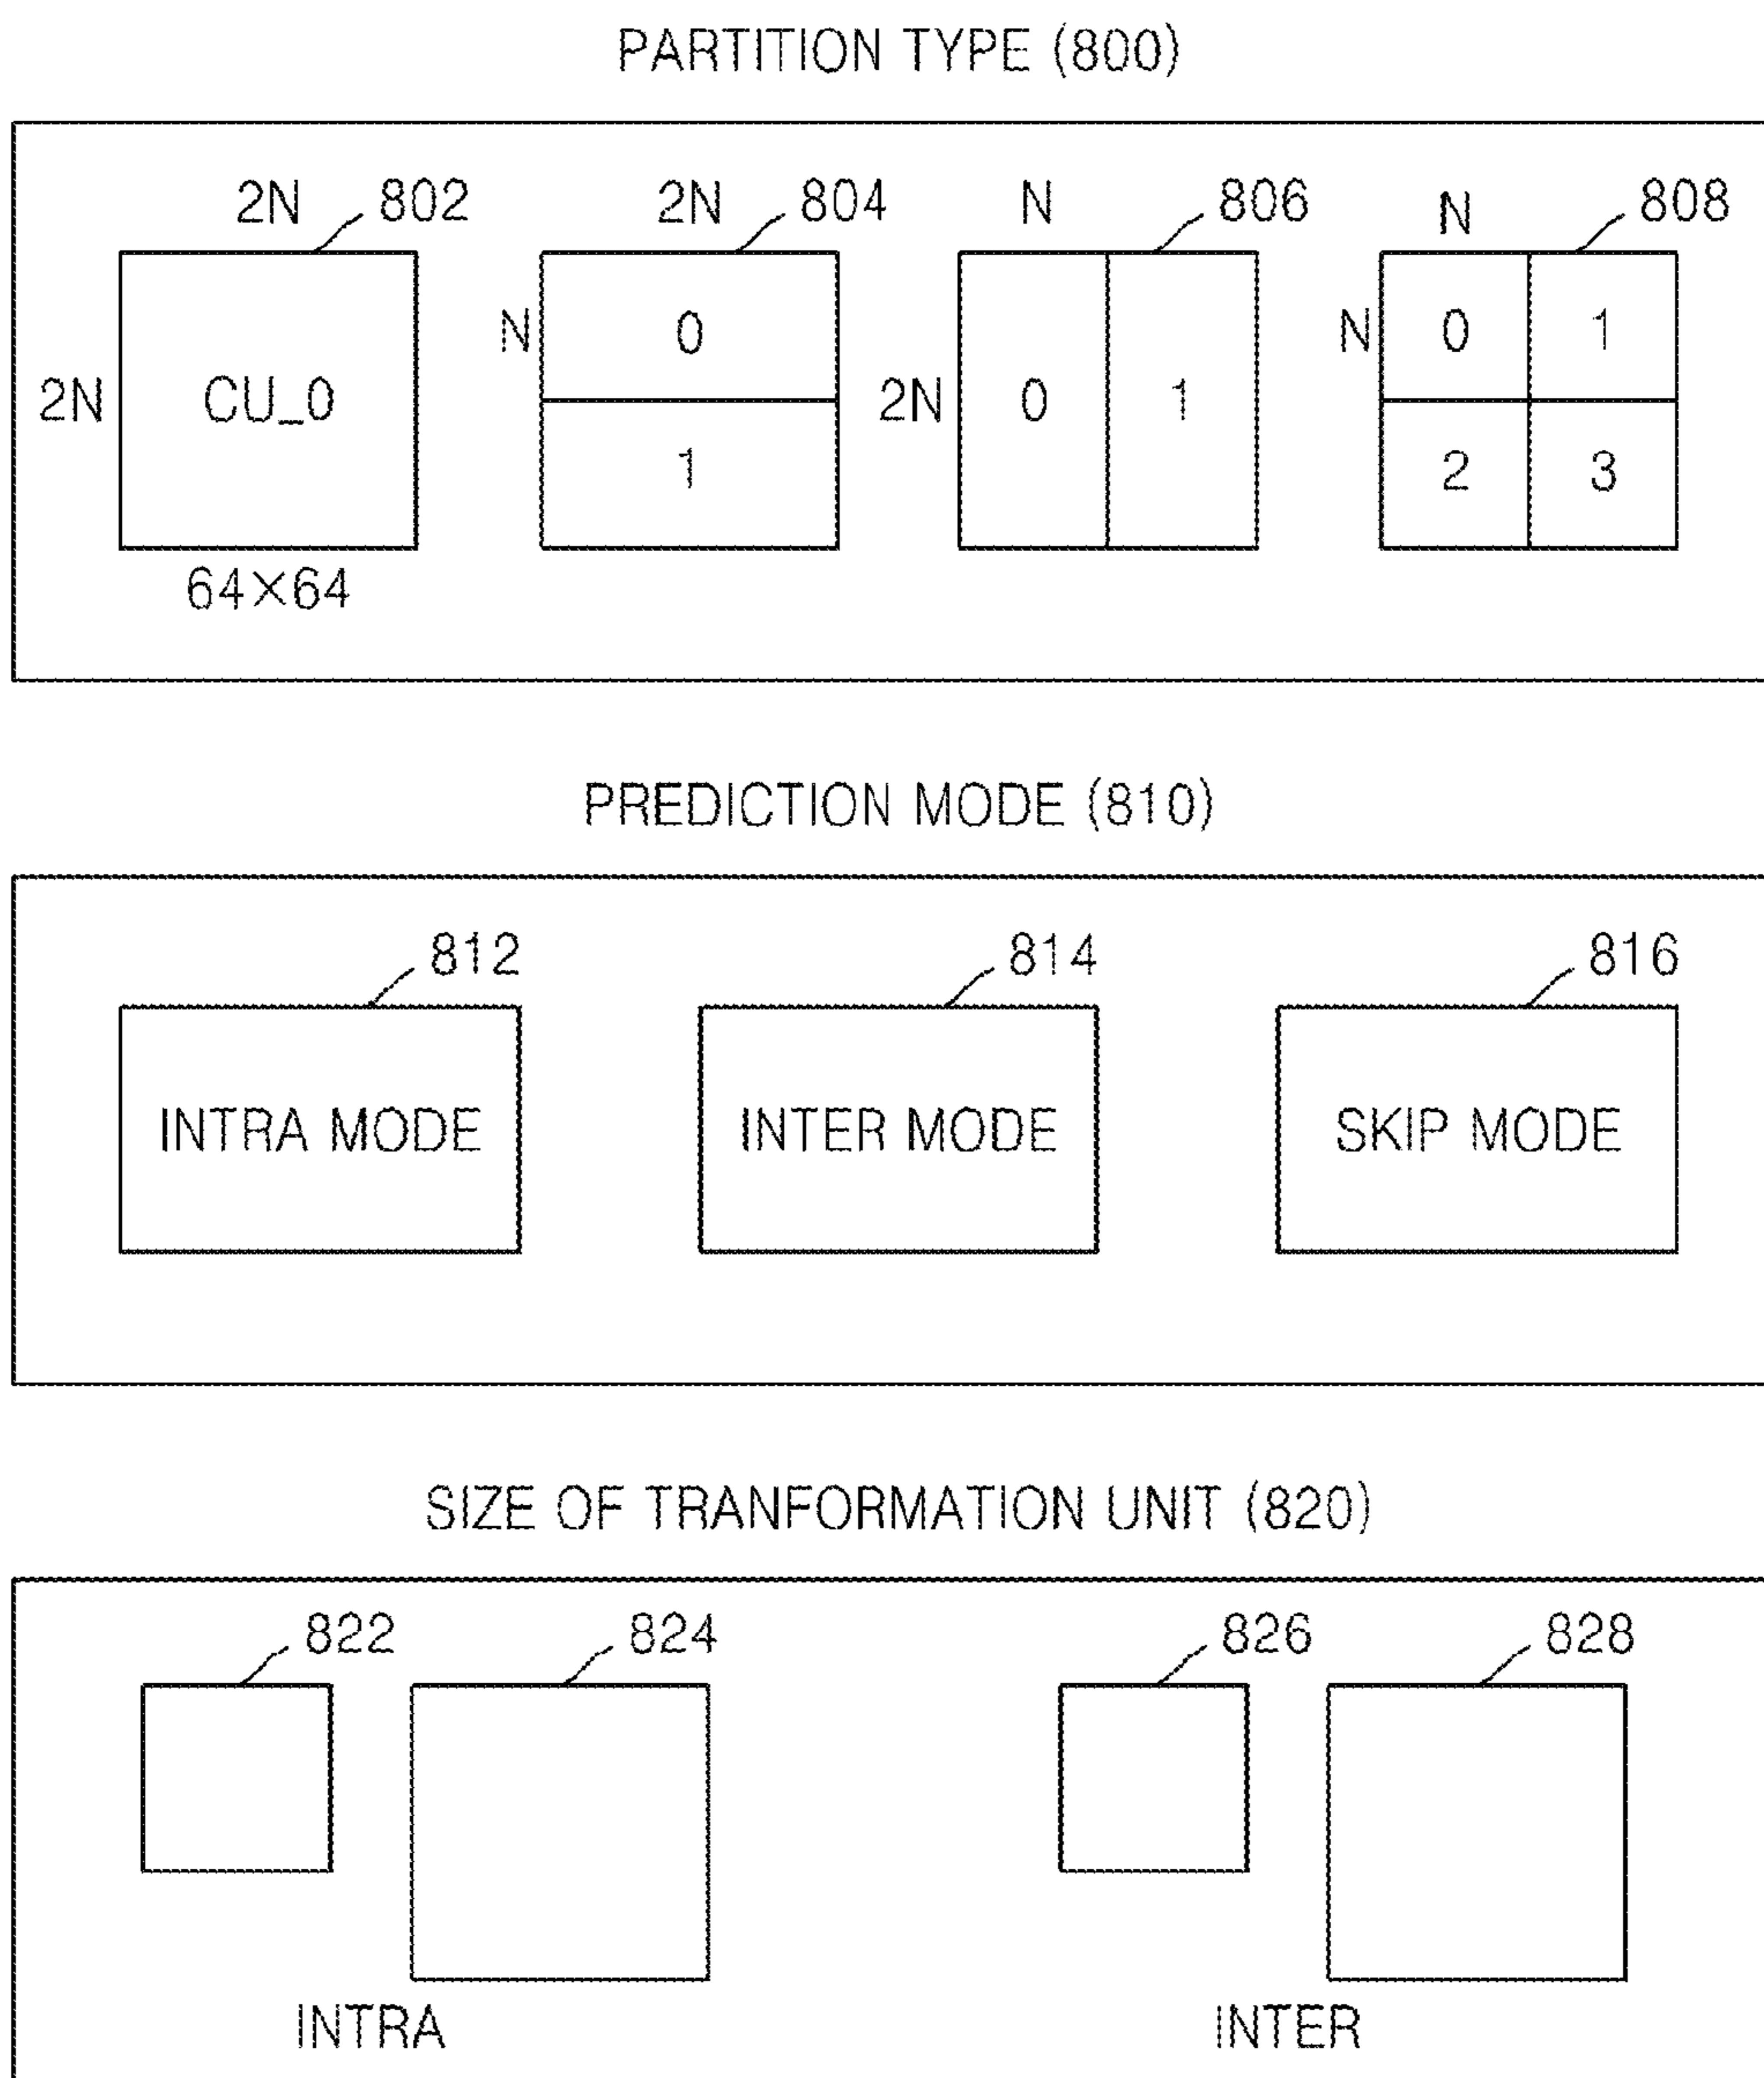 PARTITION TYPE (800)
2N 802 2N 804 N 806 N 808
N 0 N 0 1
2N CU_0 2N 0 1
1 2 3
64×64
PREDICTION MODE (810)
812 814 816
INTRA MODE INTER MODE SKIP MODE
SIZE OF TRANFORMATION UNIT (820)
822 824 826 828
INTRA INTER